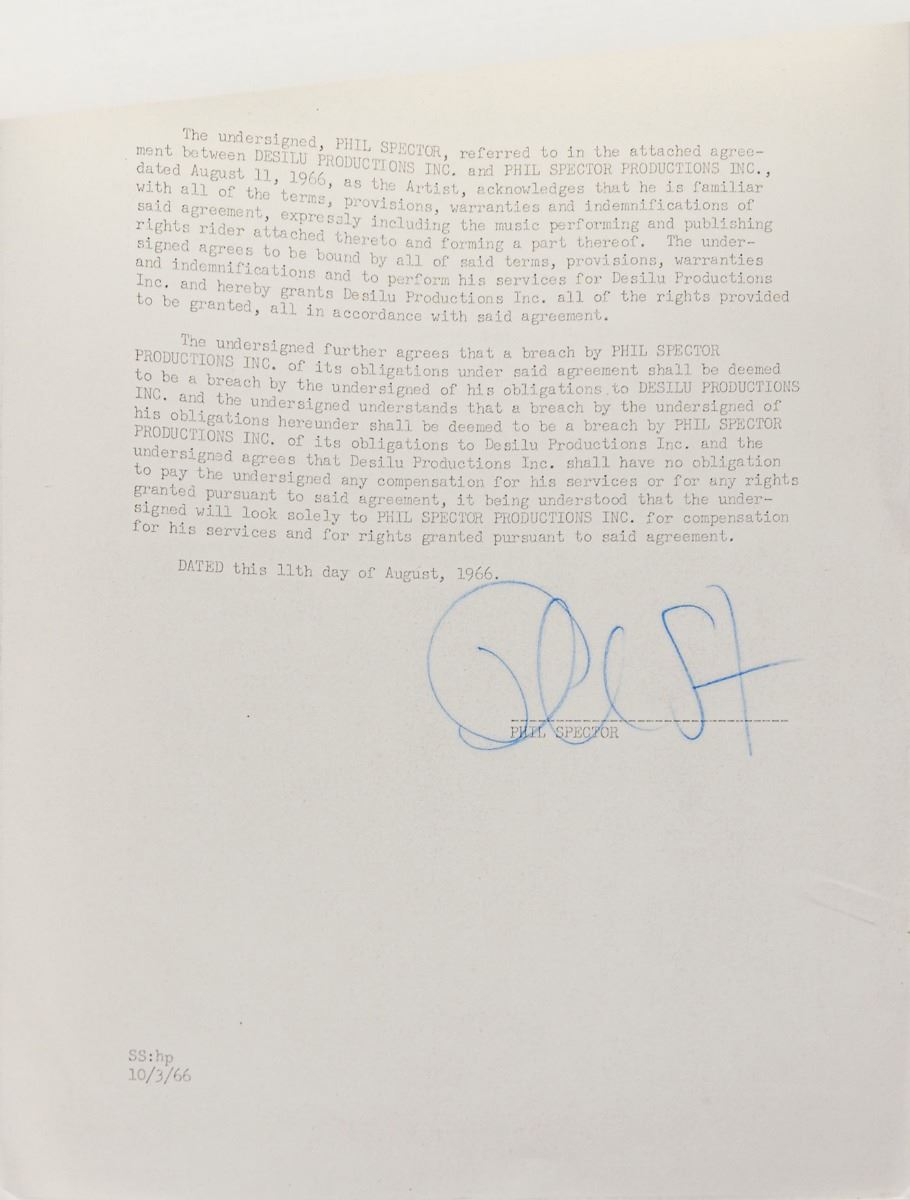 The undersigned, PHIL SPECTOR, referred to in the attached agree-
ment between DESILU PRODUCTIONS INC. and PHIL SPECTOR PRODUCTIONS INC.,
dated August 11, 1966, as the Artist, acknowledges that he is familiar
with all of the terms, provisions, warranties and indemnifications of
said agreement, expressly including the music performing and publishing
rights rider attached thereto and forming a part thereof. The under-
signed agrees to be bound by all of said terms, provisions, warranties
and indemnifications and to perform his services for Desilu Productions
Inc. and hereby grants Desilu Productions Inc. all of the rights provided
to be granted, all in accordance with said agreement.
The undersigned further agrees that a breach by PHIL SPECTOR
PRODUCTIONS INC. of its obligations under said agreement shall be deemed
to be a breach by the undersigned of his obligations to DESILU PRODUCTIONS
INC. and the undersigned understands that a breach by the undersigned of
his obligations hereunder shall be deemed to be a breach by PHIL SPECTOR
PRODUCTIONS INC. of its obligations to Desilu Productions Inc. and the
undersigned agrees that Desilu Productions Inc. shall have no obligation
to pay the undersigned any compensation for his services or for any rights
granted pursuant to said agreement, it being understood that the under-
signed will look solely to PHIL SPECTOR PRODUCTIONS INC. for compensation
for his services and for rights granted pursuant to said agreement.
DATED this 11th day of August, 1966.
PHIL SPECTOR
SS:hp
10/3/66